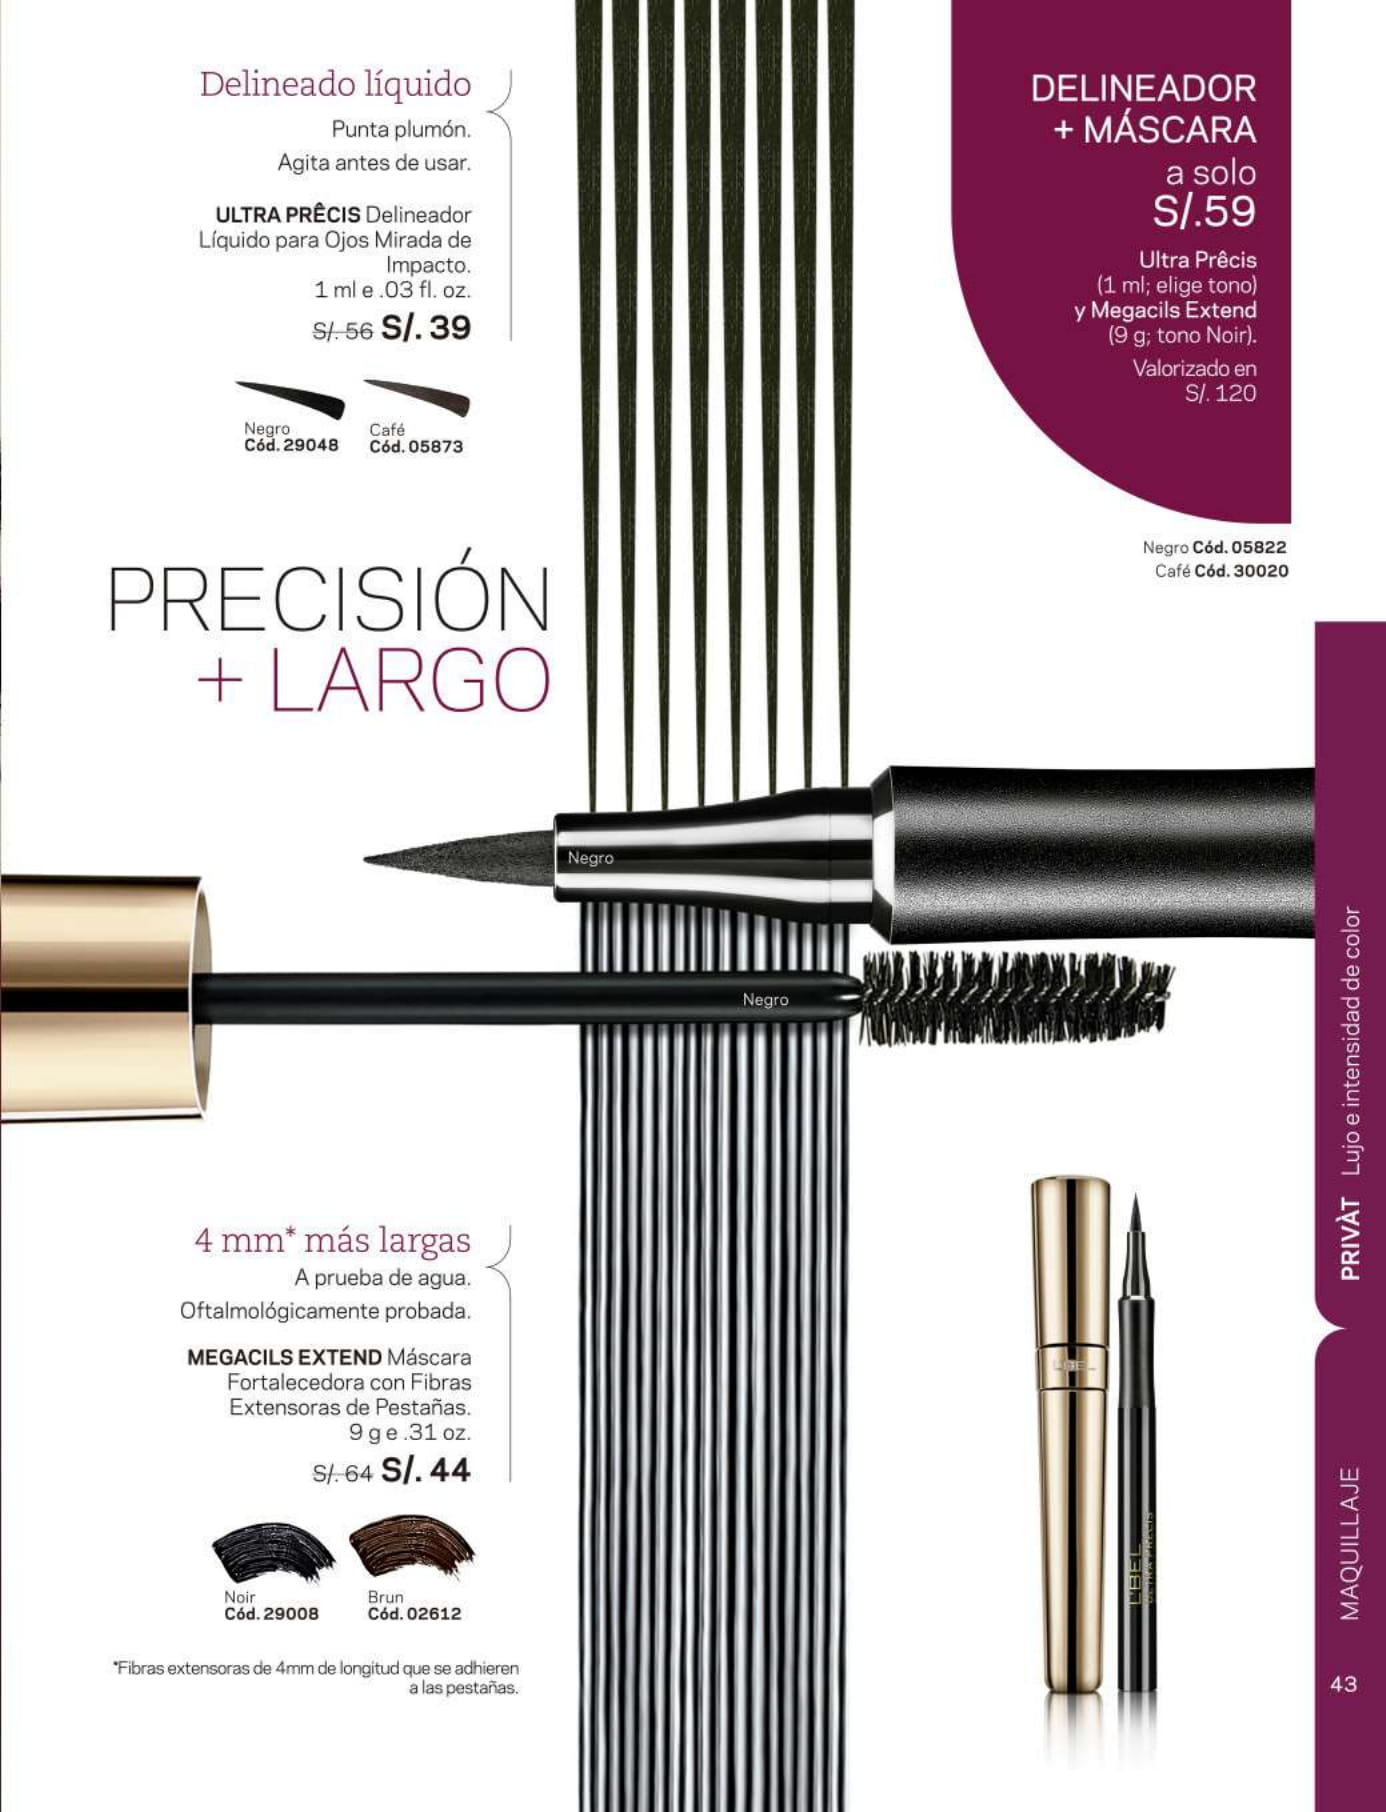 Delineado líquido
Punta plumón.
Agita antes de usar.
ULTRA PRÊCIS Delineador
Líquido para Ojos Mirada de
Impacto.
1 ml e .03 fl. oz.
S/. 56 S/. 39
Negro
Cód. 29048
Café
Cód. 05873
DELINEADOR
+ MÁSCARA
a solo
S/.59
Ultra Prêcis
(1 ml; elige tono)
y Megacils Extend
(9 g; tono Noir).
Valorizado en
S/. 120
Negro Cód. 05822
Café Cód. 30020
PRECISIÓN
+ LARGO
Negro
Negro
4 mm* más largas
A prueba de agua.
Oftalmológicamente probada.
MEGACILS EXTEND Máscara
Fortalecedora con Fibras
Extensoras de Pestañas.
9 g e .31 oz.
S/. 64 S/. 44
Noir
Cód. 29008
Brun
Cód. 02612
*Fibras extensoras de 4mm de longitud que se adhieren
a las pestañas.
L'BEL
L'BEL
ULTRA PRÊCIS
PRIVÀT Lujo e intensidad de color
MAQUILLAJE
43